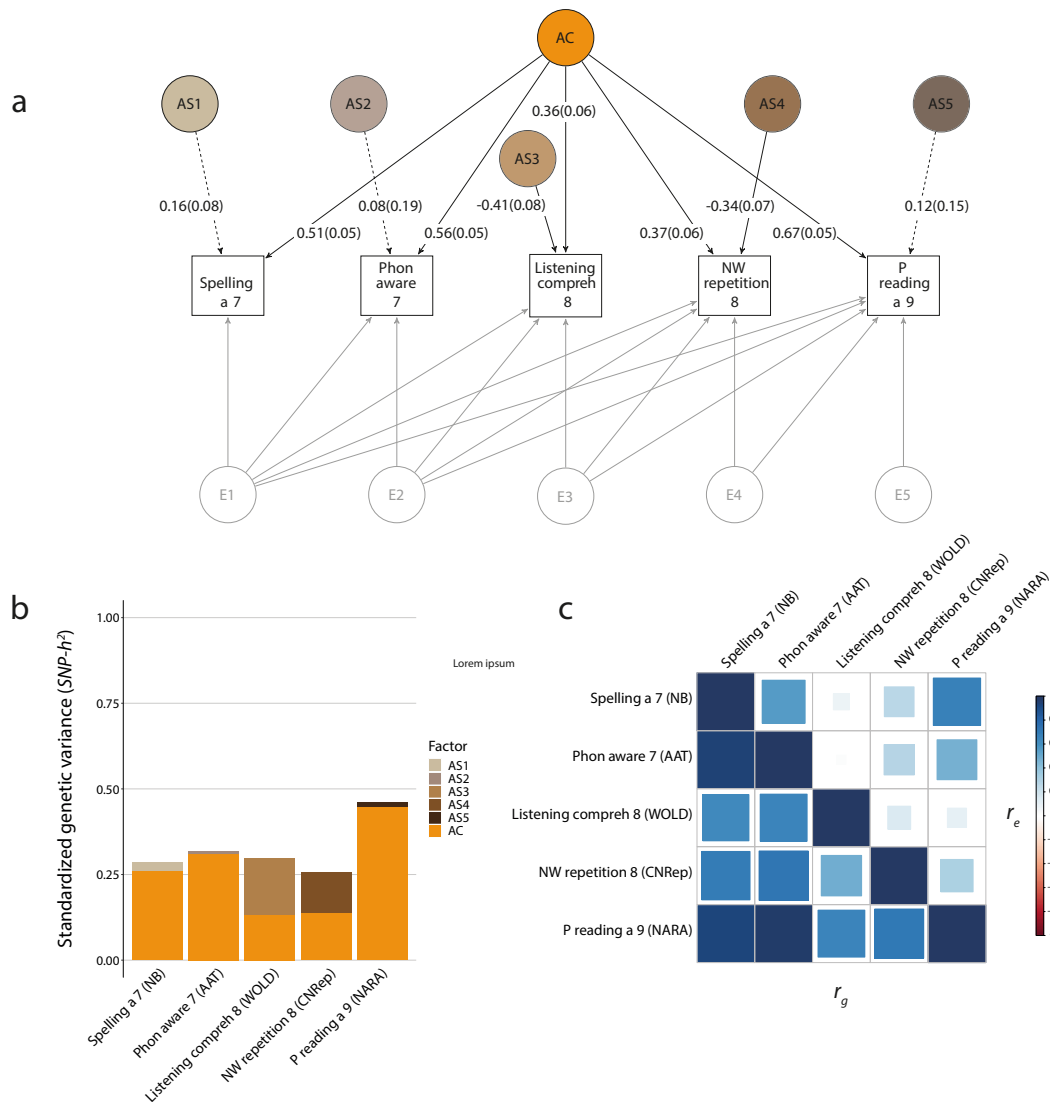 a
AC
AS1
AS2
AS3
AS4
AS5
0.36(0.06)
0.16(0.08)
0.08(0.19)
-0.41(0.08)
-0.34(0.07)
0.12(0.15)
0.51(0.05)
0.56(0.05)
0.37(0.06)
0.67(0.05)
Spelling
a 7
Phon
aware
7
Listening
compreh
8
NW
repetition
8
P
reading
a 9
E1
E2
E3
E4
E5
b
Standardized genetic variance (SNP-h²)
1.00
0.75
0.50
0.25
0.00
Spelling a 7 (NB)
Phon aware 7 (AAT)
Listening compreh 8 (WOLD)
NW repetition 8 (CNRep)
P reading a 9 (NARA)
Lorem ipsum
Factor
AS1
AS2
AS3
AS4
AS5
AC
c
Spelling a 7 (NB)
Phon aware 7 (AAT)
Listening compreh 8 (WOLD)
NW repetition 8 (CNRep)
P reading a 9 (NARA)
Spelling a 7 (NB)
Phon aware 7 (AAT)
Listening compreh 8 (WOLD)
NW repetition 8 (CNRep)
P reading a 9 (NARA)
r_e
r_g